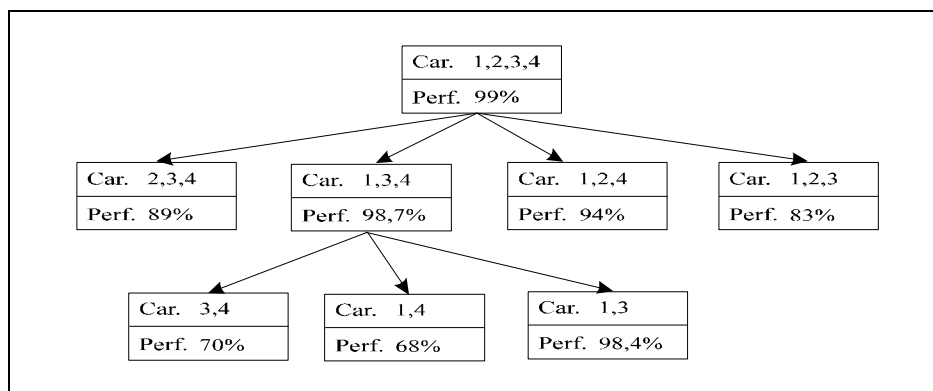 Car. 1,2,3,4
Perf. 99%
Car. 2,3,4
Perf. 89%
Car. 1,3,4
Perf. 98,7%
Car. 1,2,4
Perf. 94%
Car. 1,2,3
Perf. 83%
Car. 3,4
Perf. 70%
Car. 1,4
Perf. 68%
Car. 1,3
Perf. 98,4%